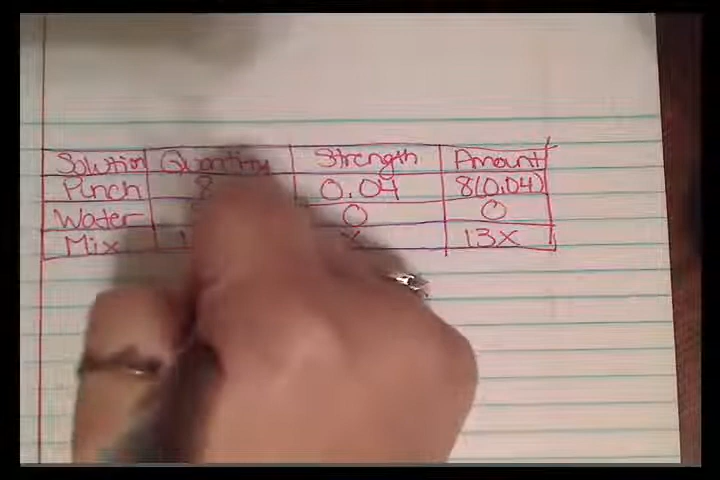 Solution Quantity Strength Amount
Punch 8 0.04 8(0.04)
Water 0 0
Mix X 13X